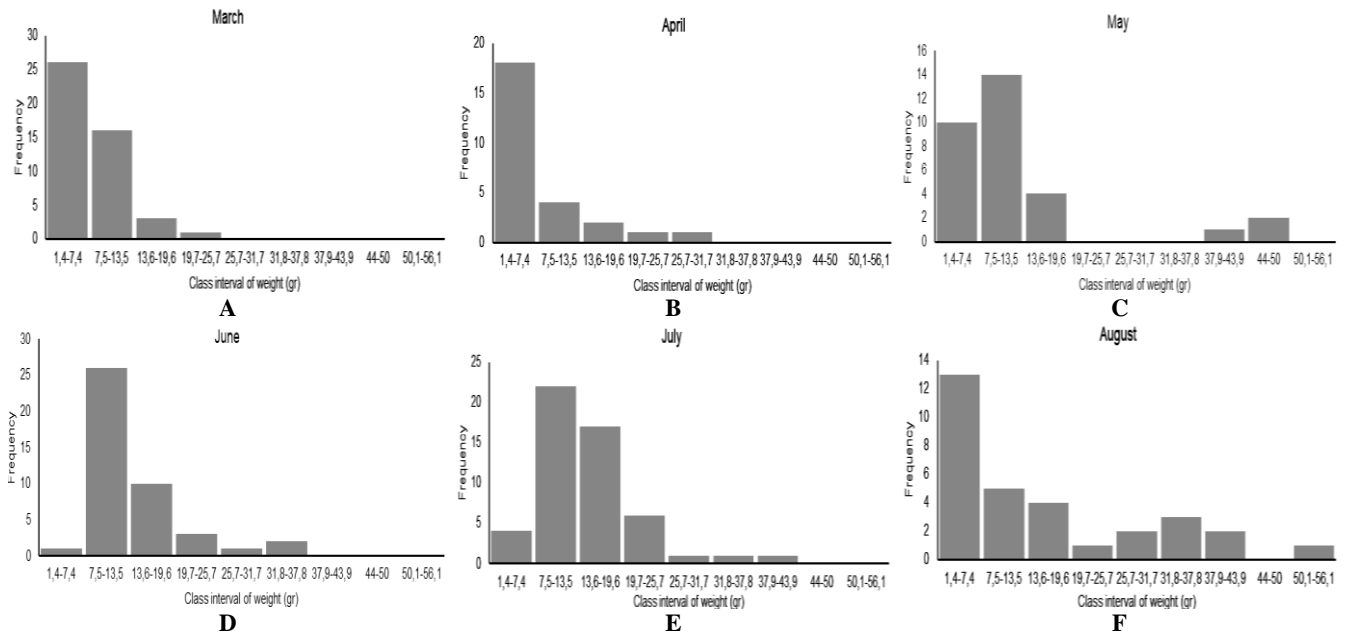 March
30
25
20
15
10
5
0
Frequency
1,4-7,4 7,5-13,5 13,6-19,6 19,7-25,7 25,7-31,7 31,8-37,8 37,9-43,9 44-50 50,1-56,1
Class interval of weight (gr)
A
April
20
15
10
5
0
Frequency
1,4-7,4 7,5-13,5 13,6-19,6 19,7-25,7 25,7-31,7 31,8-37,8 37,9-43,9 44-50 50,1-56,1
Class interval of weight (gr)
B
May
16
14
12
10
8
6
4
2
0
Frequency
1,4-7,4 7,5-13,5 13,6-19,6 19,7-25,7 25,7-31,7 31,8-37,8 37,9-43,9 44-50 50,1-56,1
Class interval of weight (gr)
C
June
30
25
20
15
10
5
0
Frequency
1,4-7,4 7,5-13,5 13,6-19,6 19,7-25,7 25,7-31,7 31,8-37,8 37,9-43,9 44-50 50,1-56,1
Class interval of weight (gr)
D
July
25
20
15
10
5
0
Frequency
1,4-7,4 7,5-13,5 13,6-19,6 19,7-25,7 25,7-31,7 31,8-37,8 37,9-43,9 44-50 50,1-56,1
Class interval of weight (gr)
E
August
14
12
10
8
6
4
2
0
Frequency
1,4-7,4 7,5-13,5 13,6-19,6 19,7-25,7 25,7-31,7 31,8-37,8 37,9-43,9 44-50 50,1-56,1
Class interval of weight (gr)
F